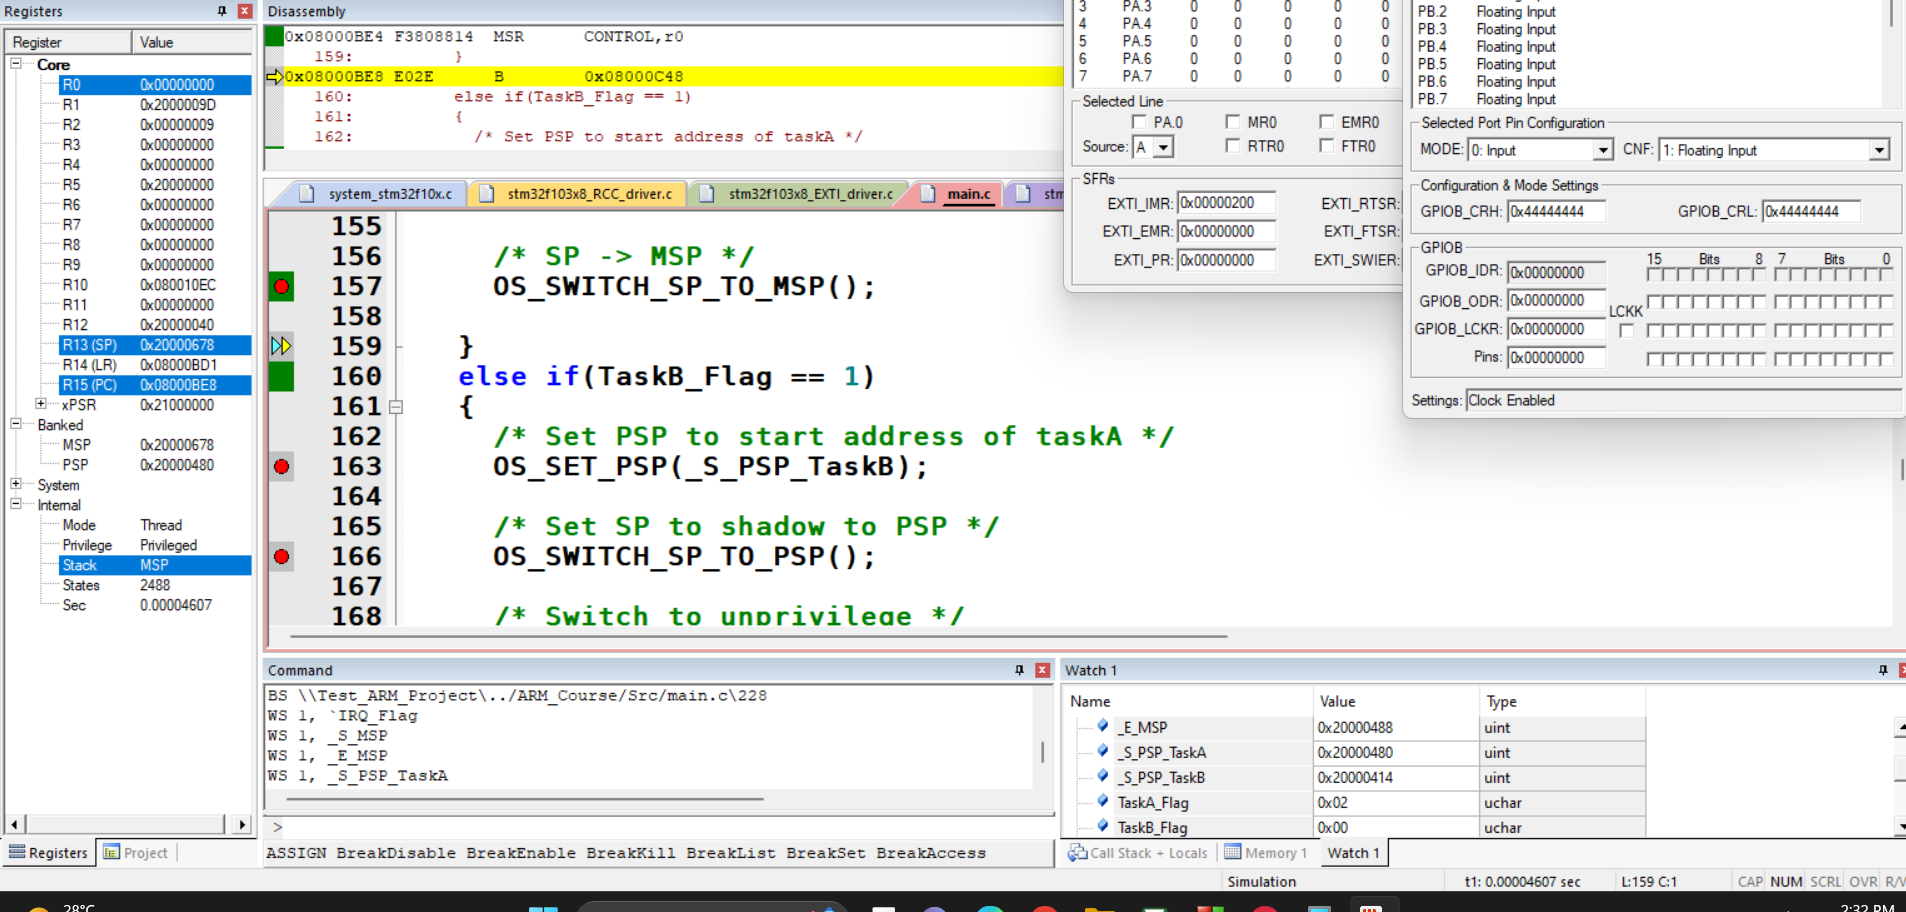 Registers
Register Value
Core
R0 0x00000000
R1 0x2000009D
R2 0x00000009
R3 0x00000000
R4 0x00000000
R5 0x20000000
R6 0x00000000
R7 0x00000000
R8 0x00000000
R9 0x00000000
R10 0x080010EC
R11 0x00000000
R12 0x20000040
R13 (SP) 0x20000678
R14 (LR) 0x08000BD1
R15 (PC) 0x08000BE8
xPSR 0x21000000
Banked
MSP 0x20000678
PSP 0x20000480
System
Internal
Mode Thread
Privilege Privileged
Stack MSP
States 2488
Sec 0.00004607
Registers Project
Disassembly
0x08000BE4 F3808814 MSR CONTROL,r0
159: }
0x08000BE8 E02E B 0x08000C48
160: else if(TaskB_Flag == 1)
161: {
162: /* Set PSP to start address of taskA */
system_stm32f10x.c stm32f103x8_RCC_driver.c stm32f103x8_EXTI_driver.c main.c stm
155
156 /* SP -> MSP */
157 OS_SWITCH_SP_TO_MSP();
158
159 }
160 else if(TaskB_Flag == 1)
161 {
162 /* Set PSP to start address of taskA */
163 OS_SET_PSP(_S_PSP_TaskB);
164
165 /* Set SP to shadow to PSP */
166 OS_SWITCH_SP_TO_PSP();
167
168 /* Switch to unprivilege */
3 PA.3 0 0 0 0
4 PA.4 0 0 0 0
5 PA.5 0 0 0 0
6 PA.6 0 0 0 0
7 PA.7 0 0 0 0
Selected Line
PA.0 MR0 EMR0
Source: A RTR0 FTR0
SFRs
EXTI_IMR: 0x00000200 EXTI_RTSR:
EXTI_EMR: 0x00000000 EXTI_FTSR:
EXTI_PR: 0x00000000 EXTI_SWIER:
PB.2 Floating Input
PB.3 Floating Input
PB.4 Floating Input
PB.5 Floating Input
PB.6 Floating Input
PB.7 Floating Input
Selected Port Pin Configuration
MODE: 0: Input CNF: 1: Floating Input
Configuration & Mode Settings
GPIOB_CRH: 0x44444444 GPIOB_CRL: 0x44444444
GPIOB
15 Bits 8 7 Bits 0
GPIOB_IDR: 0x00000000
GPIOB_ODR: 0x00000000
LCKK
GPIOB_LCKR: 0x00000000
Pins: 0x00000000
Settings: Clock Enabled
Command
BS \\Test_ARM_Project\../ARM_Course/Src/main.c\228
WS 1, `IRQ_Flag
WS 1, _S_MSP
WS 1, _E_MSP
WS 1, _S_PSP_TaskA
>
ASSIGN BreakDisable BreakEnable BreakKill BreakList BreakSet BreakAccess
Watch 1
Name Value Type
_E_MSP 0x20000488 uint
_S_PSP_TaskA 0x20000480 uint
_S_PSP_TaskB 0x20000414 uint
TaskA_Flag 0x02 uchar
TaskB_Flag 0x00 uchar
Call Stack + Locals Memory 1 Watch 1
Simulation t1: 0.00004607 sec L:159 C:1 CAP NUM SCRL OVR R/W
28°C 2:32 PM